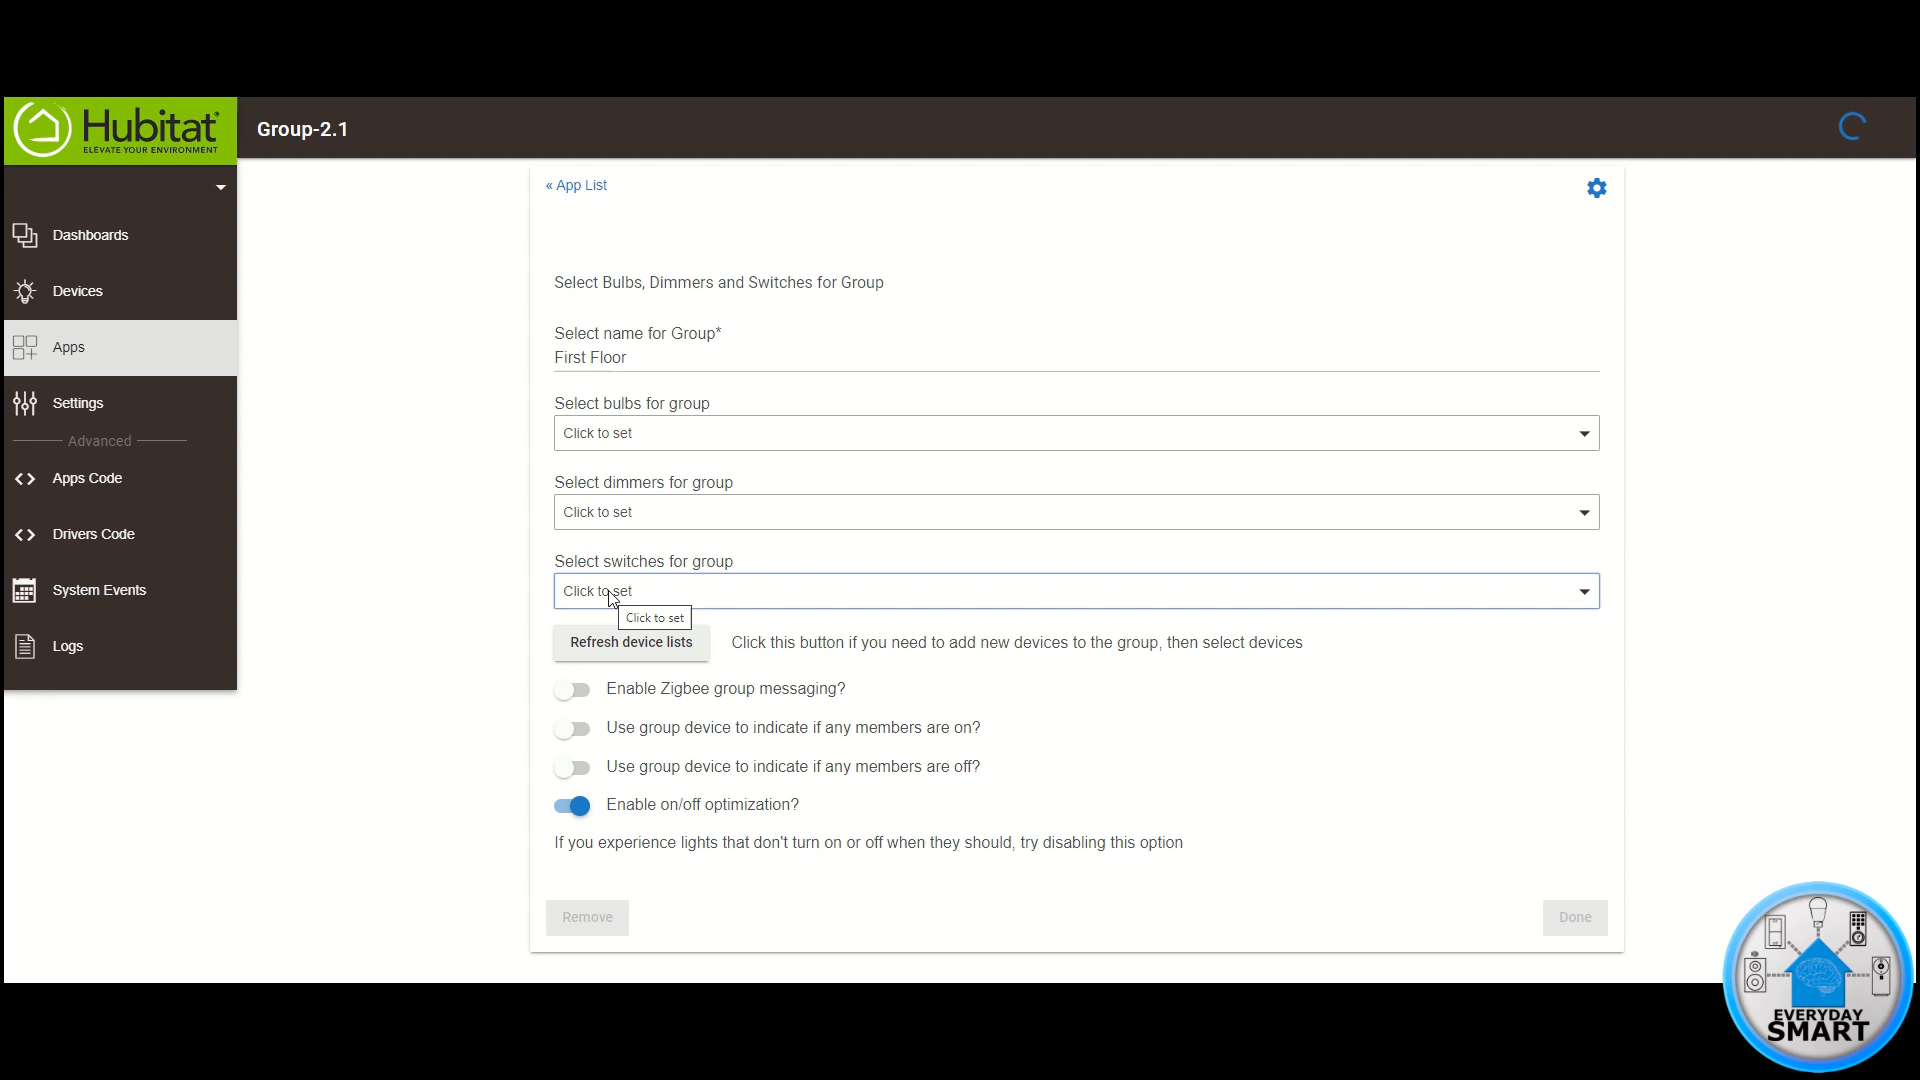 Hubitat
ELEVATE YOUR ENVIRONMENT
Group-2.1
Dashboards
Devices
Apps
Settings
Advanced
Apps Code
Drivers Code
System Events
Logs
« App List
Select Bulbs, Dimmers and Switches for Group
Select name for Group*
First Floor
Select bulbs for group
Click to set
Select dimmers for group
Click to set
Select switches for group
Click to set
Click to set
Refresh device lists Click this button if you need to add new devices to the group, then select devices
Enable Zigbee group messaging?
Use group device to indicate if any members are on?
Use group device to indicate if any members are off?
Enable on/off optimization?
If you experience lights that don't turn on or off when they should, try disabling this option
Remove Done
EVERYDAY
SMART